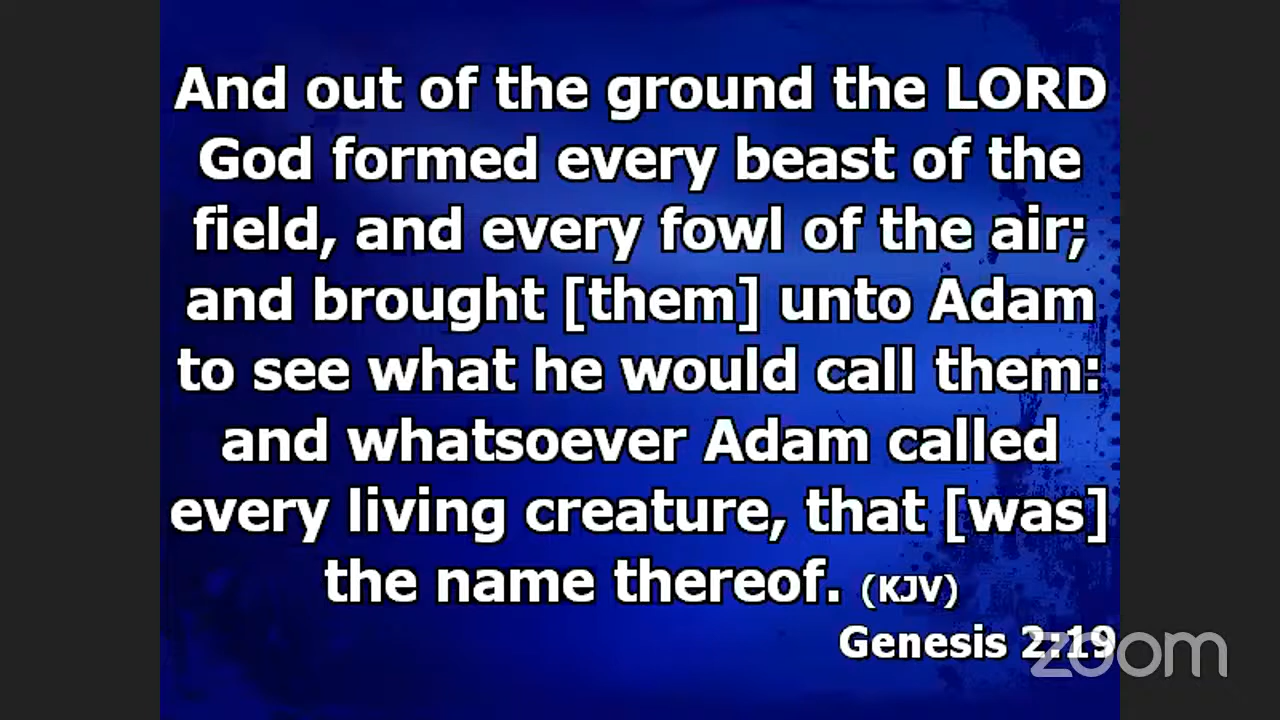 And out of the ground the LORD
God formed every beast of the
field, and every fowl of the air;
and brought [them] unto Adam
to see what he would call them:
and whatsoever Adam called
every living creature, that [was]
the name thereof. (KJV)
Genesis 2:19
zoom